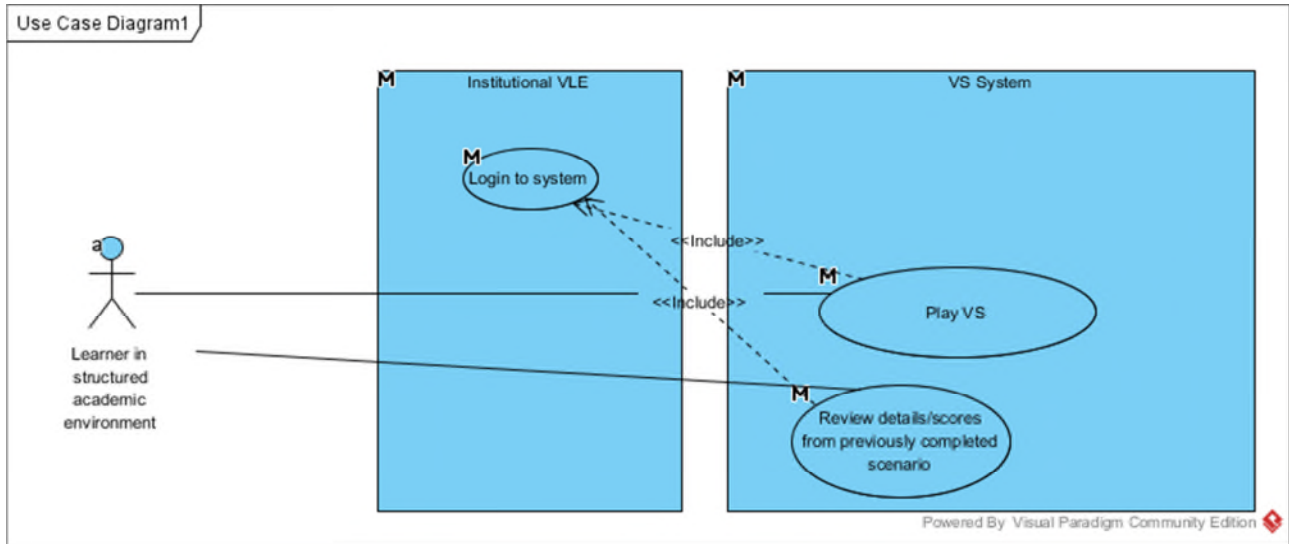 Use Case Diagram1
M
Institutional VLE
M
VS System
M
Login to system
<<Include>>
a
M
<<Include>>
Play VS
Learner in
structured
academic
environment
M
Review details/scores
from previously completed
scenario
Powered By Visual Paradigm Community Edition